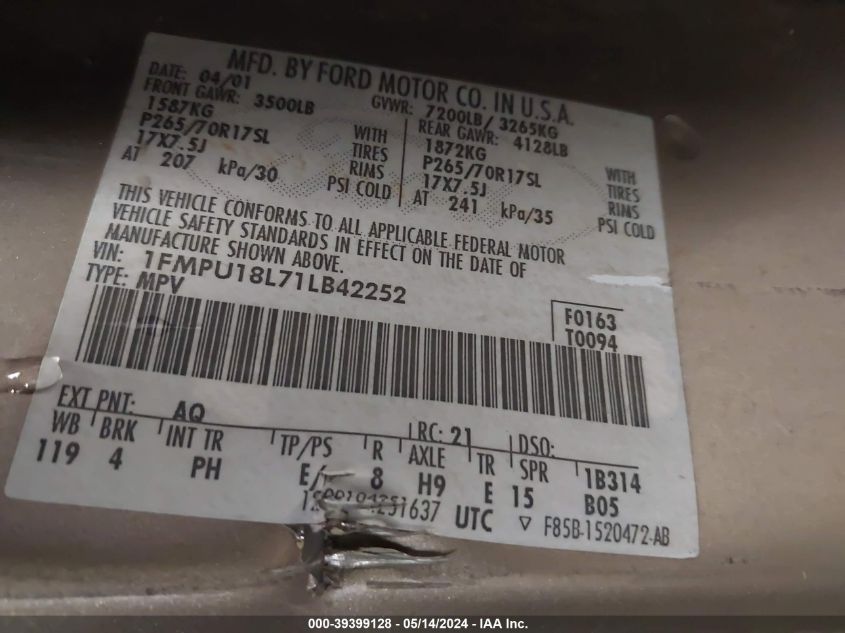 MFD. BY FORD MOTOR CO. IN U.S.A.
DATE: 04/01 GVWR: 7200LB/ 3265KG
FRONT GAWR: 3500LB REAR GAWR: 4128LB
1587KG WITH 1872KG WITH
P265/70R17SL TIRES P265/70R17SL TIRES
17X7.5J RIMS 17X7.5J RIMS
AT 207 kPa/30 PSI COLD AT 241 kPa/35 PSI COLD
THIS VEHICLE CONFORMS TO ALL APPLICABLE FEDERAL MOTOR
VEHICLE SAFETY STANDARDS IN EFFECT ON THE DATE OF
MANUFACTURE SHOWN ABOVE.
VIN: 1FMPU18L71LB42252
TYPE: MPV
F0163
T0094
EXT PNT: AQ RC: 21 DSO:
WB BRK INT TR TP/PS R AXLE TR SPR 1B314
119 4 PH E/ 8 H9 E 15 B05
UTC ▽ F85B-1520472-AB
000-39399128 - 05/14/2024 - IAA Inc.